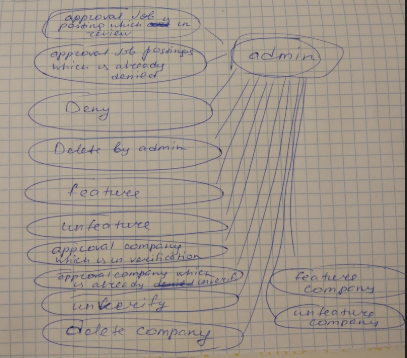 approval Job
posting which is in
review
admin
approval Job postings
which is already
denied
Deny
Delete by admin
feature
unfeature
approval company
which is in verification
approval company which
is already
feature
company
unverify
unfeature
company
delete company